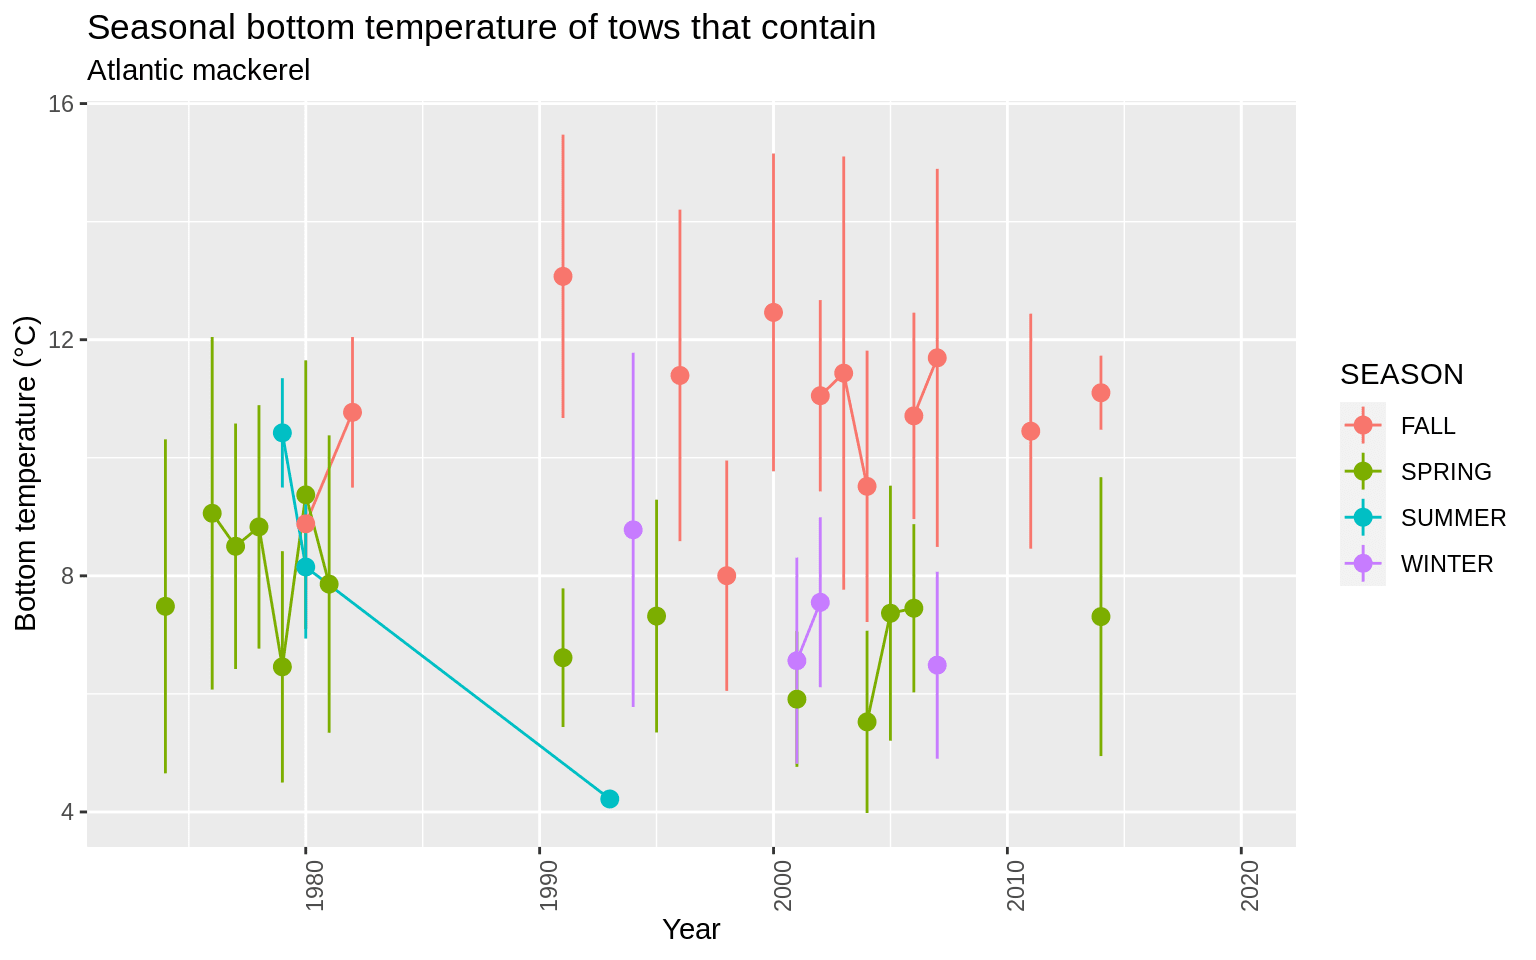 Seasonal bottom temperature of tows that contain
Atlantic mackerel
16
12
8
4
Bottom temperature (°C)
1980
1990
2000
2010
2020
Year
SEASON
FALL
SPRING
SUMMER
WINTER